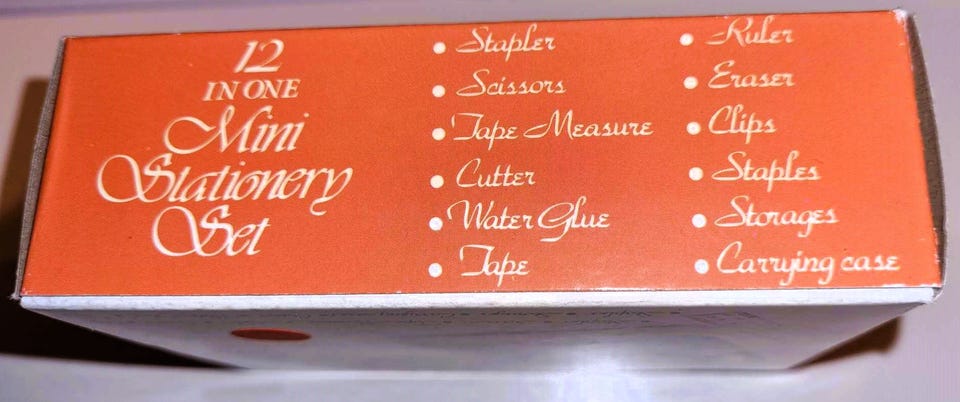 12
IN ONE
Mini
Stationery
Set
• Stapler
• Scissors
• Tape Measure
• Cutter
• Water Glue
• Tape
• Ruler
• Eraser
• Clips
• Staples
• Storages
• Carrying case